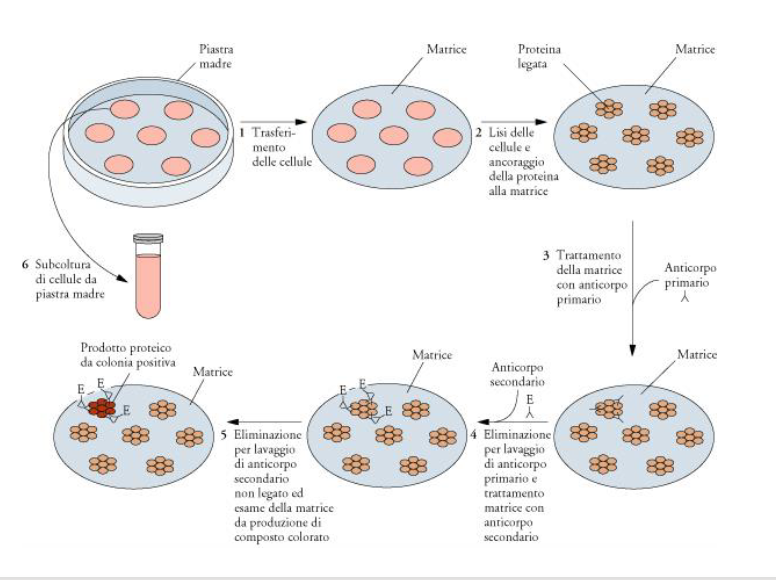 Piastra
madre
Matrice
Proteina
legata
Matrice
1 Trasferi-
mento
delle cellule
2 Lisi delle
cellule e
ancoraggio
della proteina
alla matrice
3 Trattamento
della matrice
con anticorpo
primario
Anticorpo
primario
6 Subcoltura
di cellule da
piastra madre
Prodotto proteico
da colonia positiva
Matrice
E
E
E
5 Eliminazione
per lavaggio
di anticorpo
secondario
non legato ed
esame della matrice
da produzione di
composto colorato
Matrice
E
E
E
Anticorpo
secondario
E
4 Eliminazione
per lavaggio
di anticorpo
primario e
trattamento
matrice con
anticorpo
secondario
Matrice